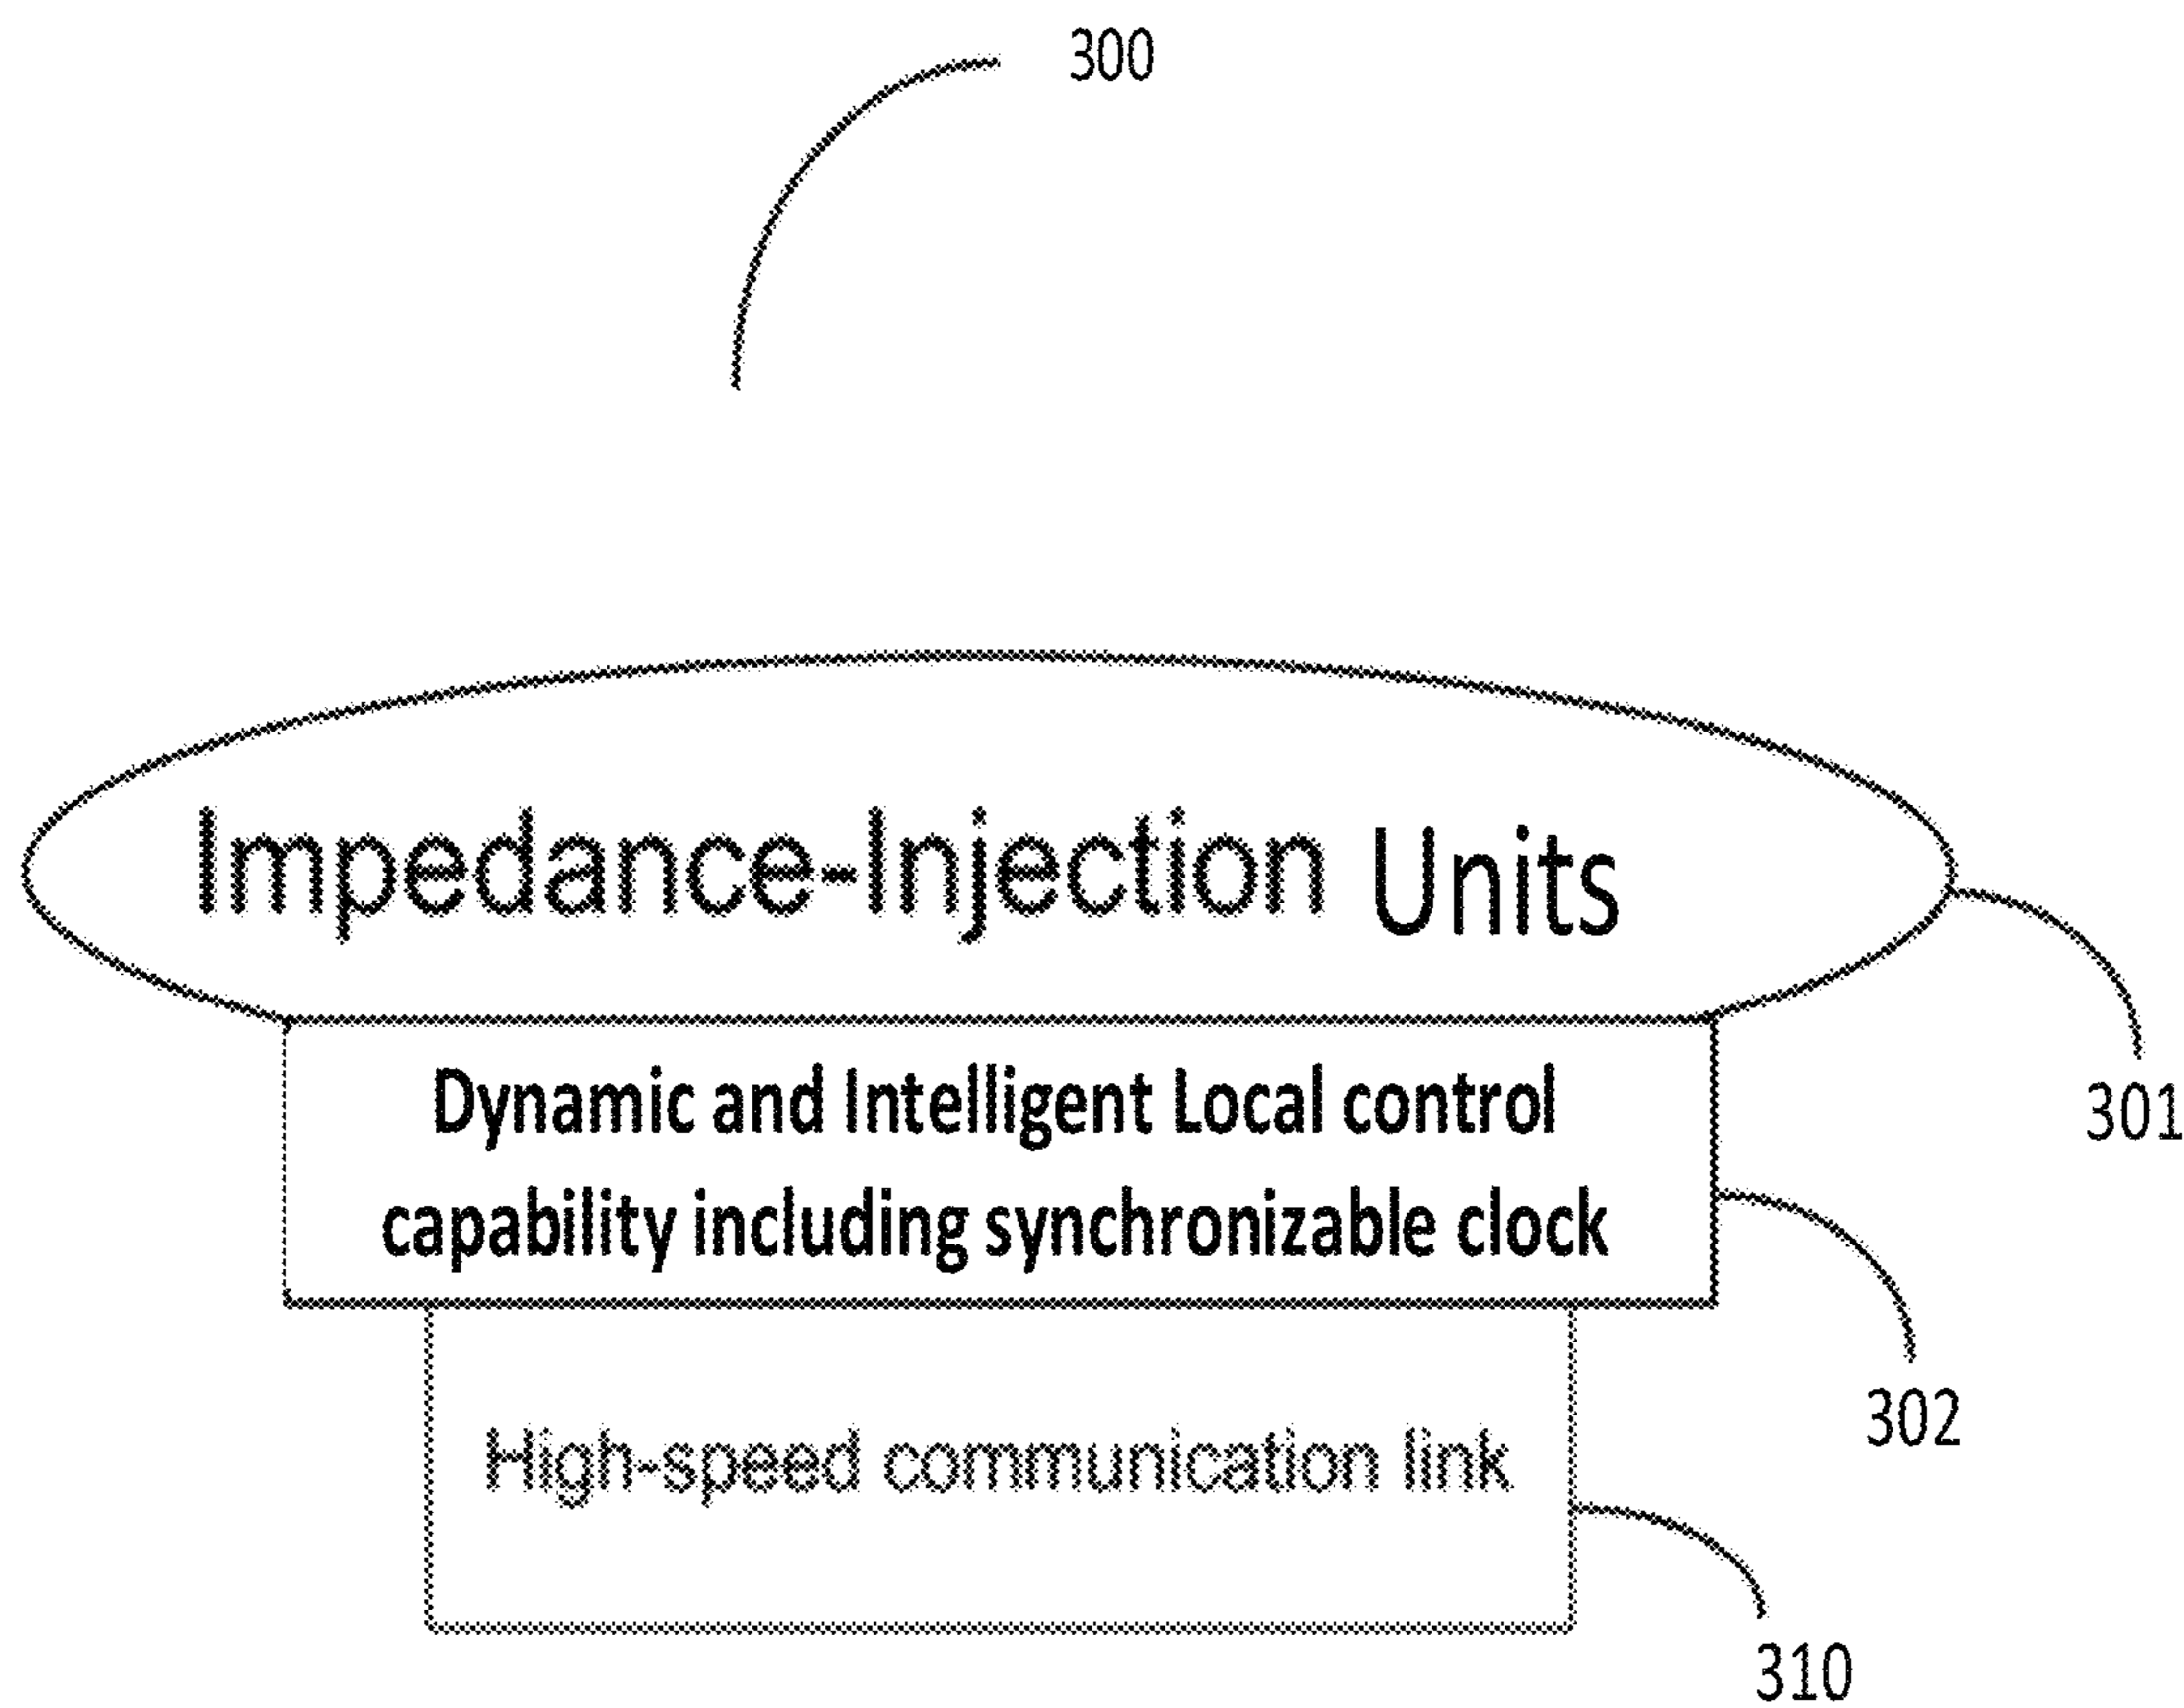 300
Impedance-Injection Units
Dynamic and Intelligent Local control
capability including synchronizable clock
301
302
High-speed communication link
310